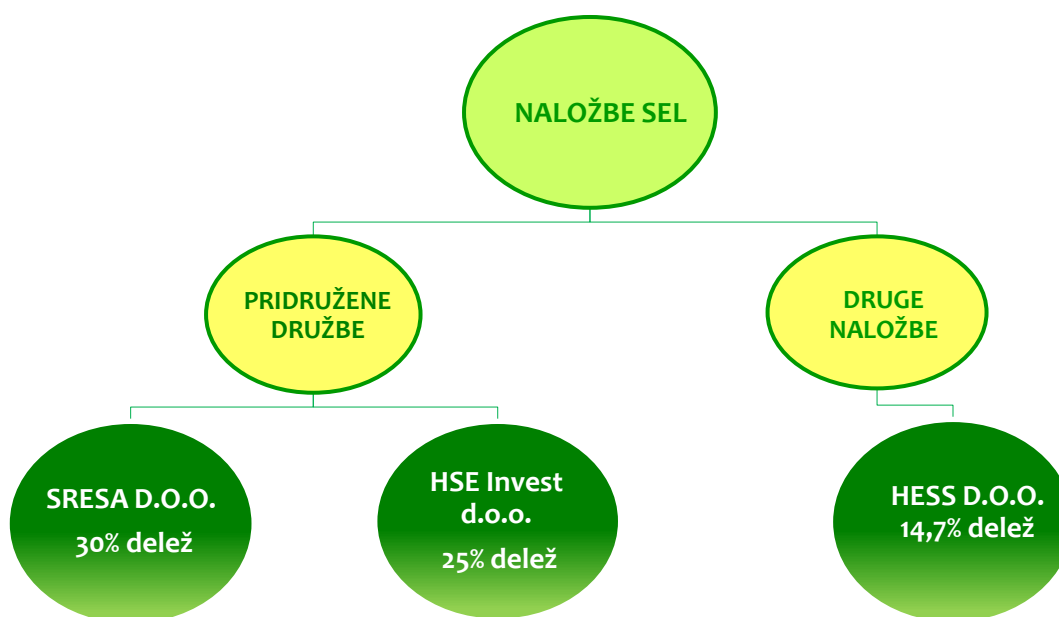 NALOŽBE SEL
PRIDRUŽENE
DRUŽBE
DRUGE
NALOŽBE
SRESA D.O.O.
30% delež
HSE Invest
d.o.o.
25% delež
HESS D.O.O.
14,7% delež